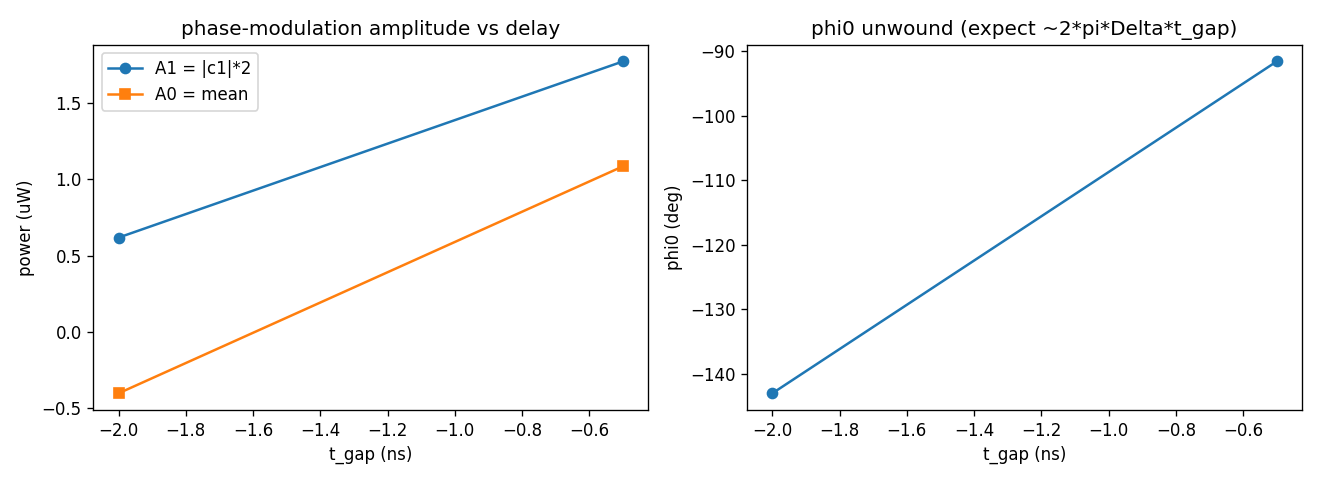 phase-modulation amplitude vs delay
A1 = |c1|*2
A0 = mean
power (uW)
1.5
1.0
0.5
0.0
−0.5
−2.0 −1.8 −1.6 −1.4 −1.2 −1.0 −0.8 −0.6
t_gap (ns)
phi0 unwound (expect ~2*pi*Delta*t_gap)
phi0 (deg)
−90
−100
−110
−120
−130
−140
−2.0 −1.8 −1.6 −1.4 −1.2 −1.0 −0.8 −0.6
t_gap (ns)